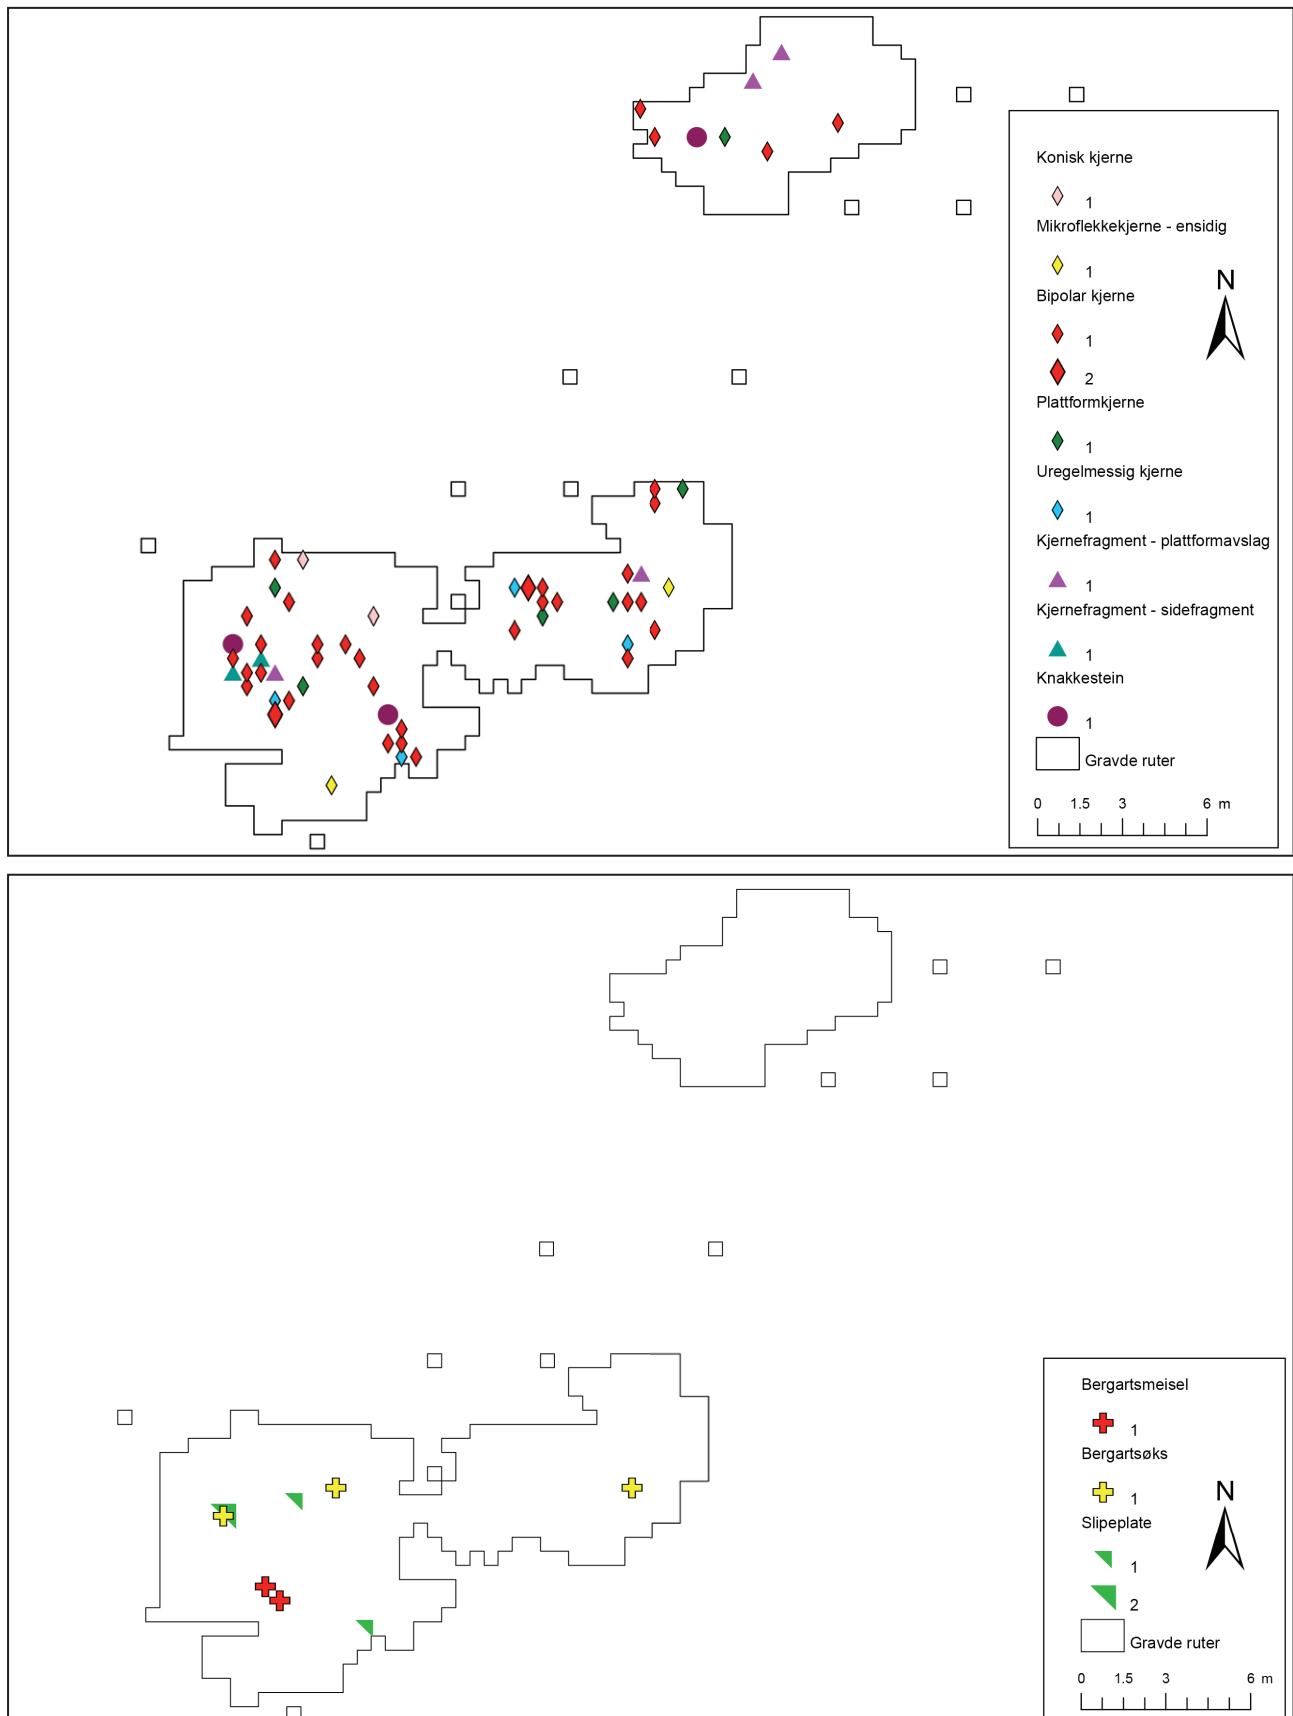 Konisk kjerne
1
Mikroflekkekjerne - ensidig
1
Bipolar kjerne
1
2
Plattformkjerne
1
Uregelmessig kjerne
1
Kjernefragment - plattformavslag
1
Kjernefragment - sidefragment
1
Knakkestein
1
Gravde ruter
N
0 1.5 3 6 m
Bergartsmeisel
1
Bergartsøks
1
Slipeplate
1
2
Gravde ruter
N
0 1.5 3 6 m